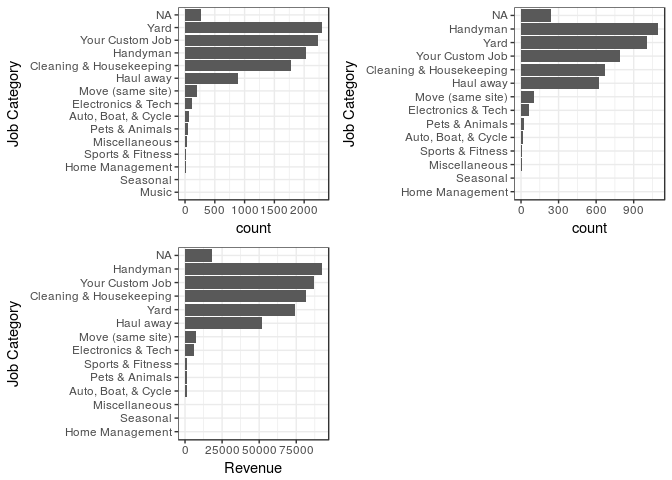 Job Category
NA
Yard
Your Custom Job
Handyman
Cleaning & Housekeeping
Haul away
Move (same site)
Electronics & Tech
Auto, Boat, & Cycle
Pets & Animals
Miscellaneous
Sports & Fitness
Home Management
Seasonal
Music
0 500 1000 1500 2000
count
Job Category
NA
Handyman
Yard
Your Custom Job
Cleaning & Housekeeping
Haul away
Move (same site)
Electronics & Tech
Pets & Animals
Auto, Boat, & Cycle
Sports & Fitness
Miscellaneous
Seasonal
Home Management
0 300 600 900
count
Job Category
NA
Handyman
Your Custom Job
Cleaning & Housekeeping
Yard
Haul away
Move (same site)
Electronics & Tech
Sports & Fitness
Pets & Animals
Auto, Boat, & Cycle
Miscellaneous
Seasonal
Home Management
0 25000 50000 75000
Revenue